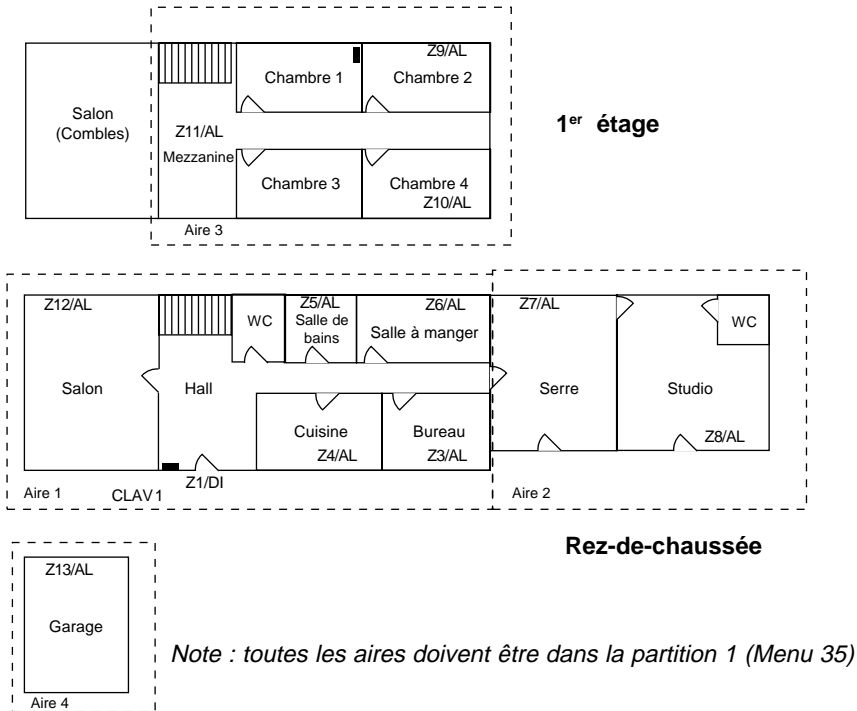 Z9/AL
Chambre 1
Chambre 2
Salon
(Combles)
1er étage
Z11/AL
Mezzanine
Chambre 3
Chambre 4
Z10/AL
Aire 3
Z12/AL
Z5/AL
Z6/AL
Z7/AL
WC
Salle de
bains
Salle à manger
WC
Salon
Hall
Serre
Studio
Cuisine
Bureau
Z4/AL
Z3/AL
Z8/AL
Z1/DI
Aire 1
CLAV1
Aire 2
Rez-de-chaussée
Z13/AL
Garage
Note : toutes les aires doivent être dans la partition 1 (Menu 35)
Aire 4